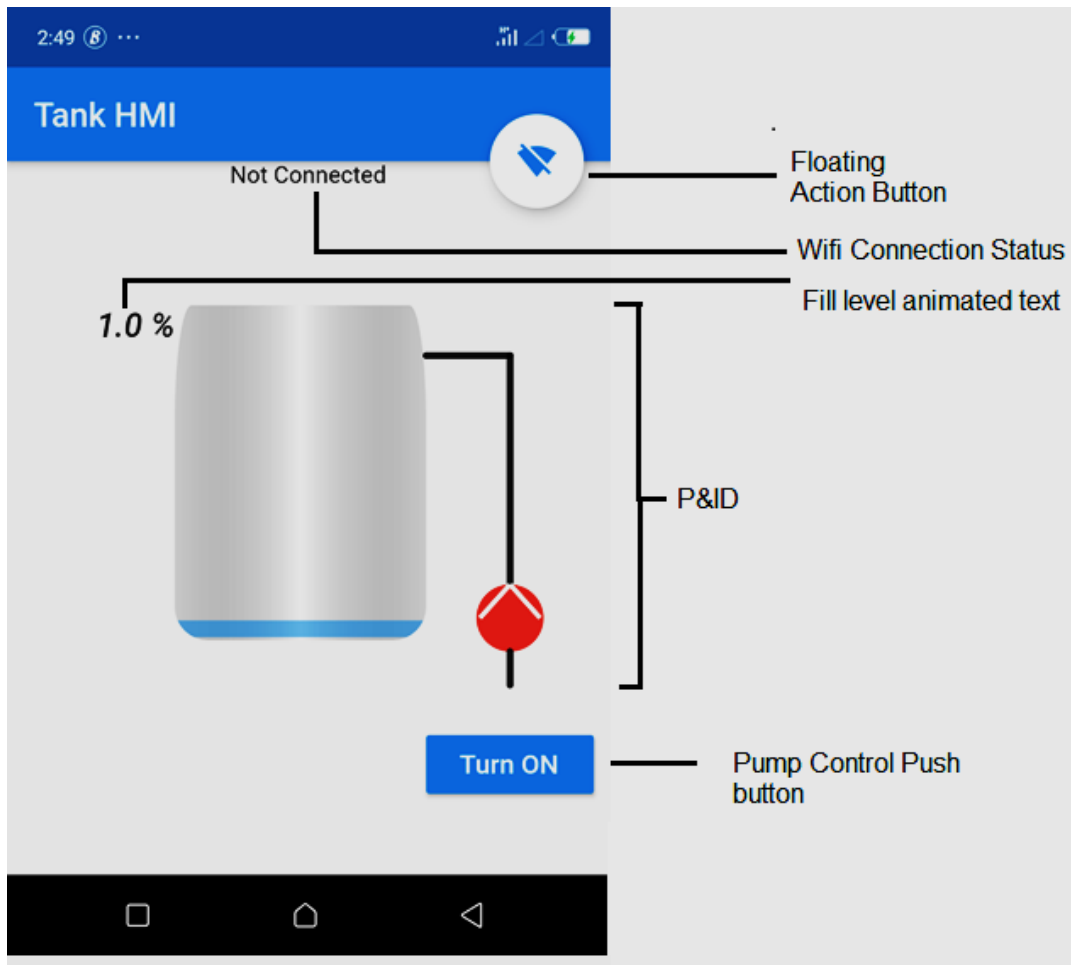 2:49
Tank HMI
Not Connected
Floating
Action Button
Wifi Connection Status
Fill level animated text
1.0 %
P&ID
Turn ON
Pump Control Push
button